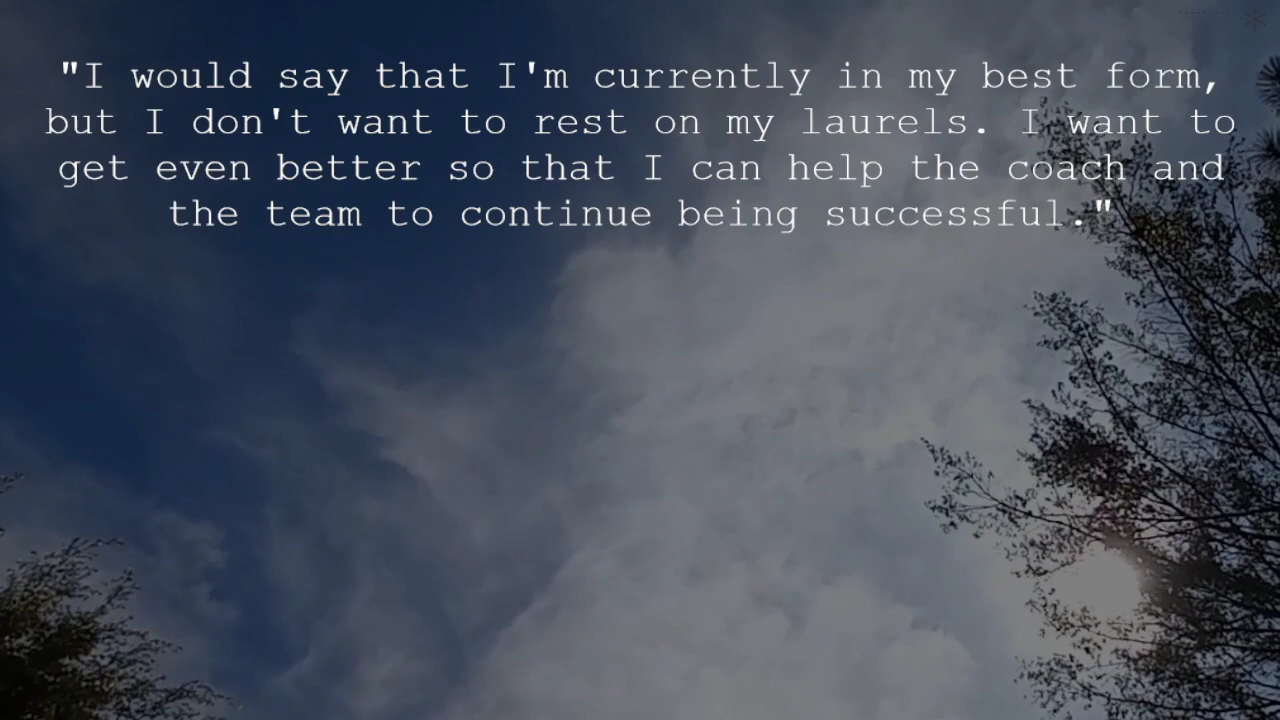 "I would say that I'm currently in my best form,
but I don't want to rest on my laurels. I want to
get even better so that I can help the coach and
the team to continue being successful."